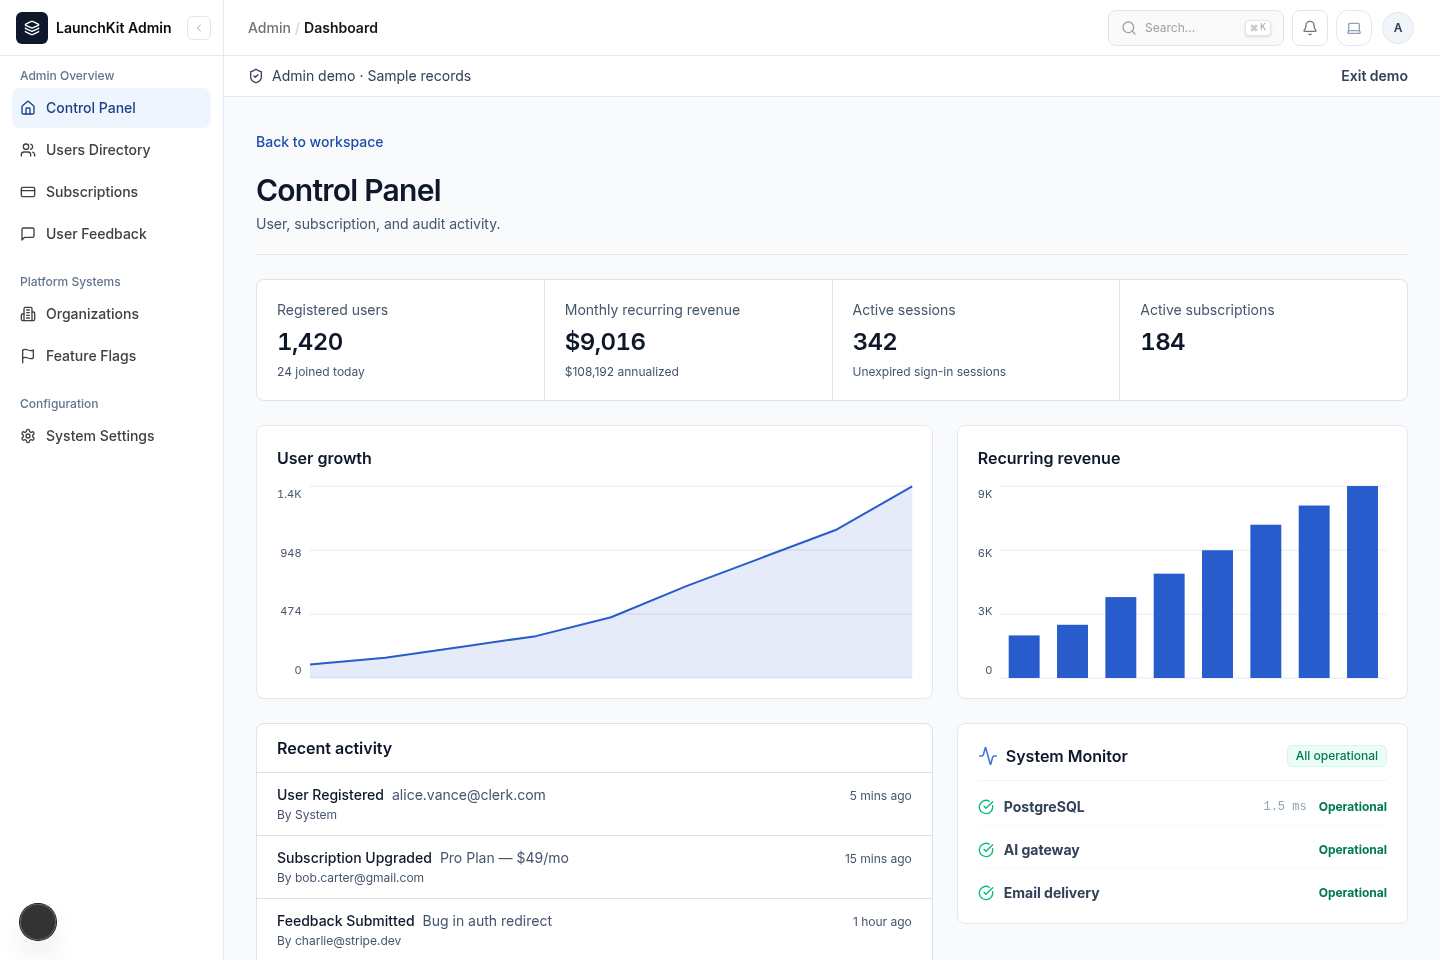 LaunchKit Admin
Admin / Dashboard
Search...
⌘K
A
Admin Overview
Control Panel
Users Directory
Subscriptions
User Feedback
Platform Systems
Organizations
Feature Flags
Configuration
System Settings
Admin demo · Sample records
Exit demo
Back to workspace
Control Panel
User, subscription, and audit activity.
Registered users
1,420
24 joined today
Monthly recurring revenue
$9,016
$108,192 annualized
Active sessions
342
Unexpired sign-in sessions
Active subscriptions
184
User growth
1.4K
948
474
0
Recurring revenue
9K
6K
3K
0
Recent activity
User Registered alice.vance@clerk.com
5 mins ago
By System
Subscription Upgraded Pro Plan — $49/mo
15 mins ago
By bob.carter@gmail.com
Feedback Submitted Bug in auth redirect
1 hour ago
By charlie@stripe.dev
System Monitor
All operational
PostgreSQL 1.5 ms Operational
AI gateway Operational
Email delivery Operational